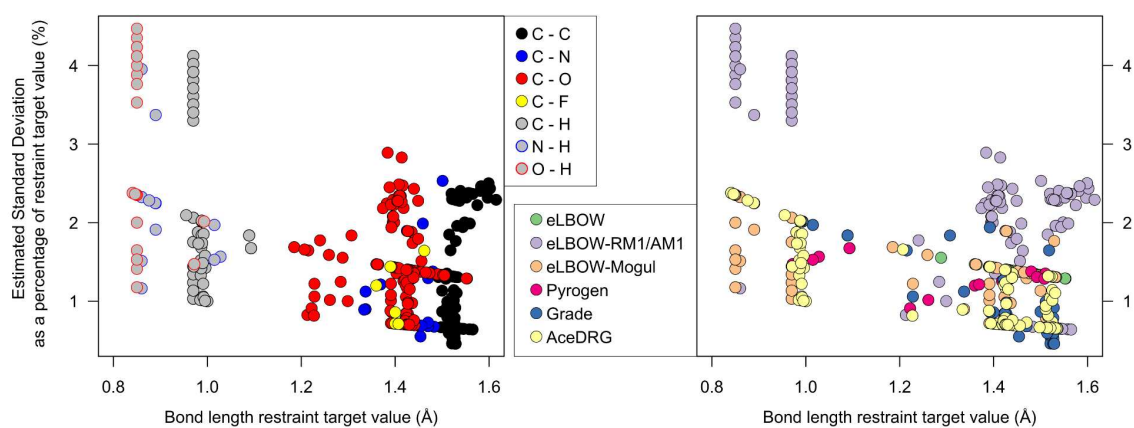 Estimated Standard Deviation
as a percentage of restraint target value (%)
4
3
2
1
0.8 1.0 1.2 1.4 1.6
Bond length restraint target value (Å)
C - C
C - N
C - O
C - F
C - H
N - H
O - H
eLBOW
eLBOW-RM1/AM1
eLBOW-Mogul
Pyrogen
Grade
AceDRG
4
3
2
1
0.8 1.0 1.2 1.4 1.6
Bond length restraint target value (Å)